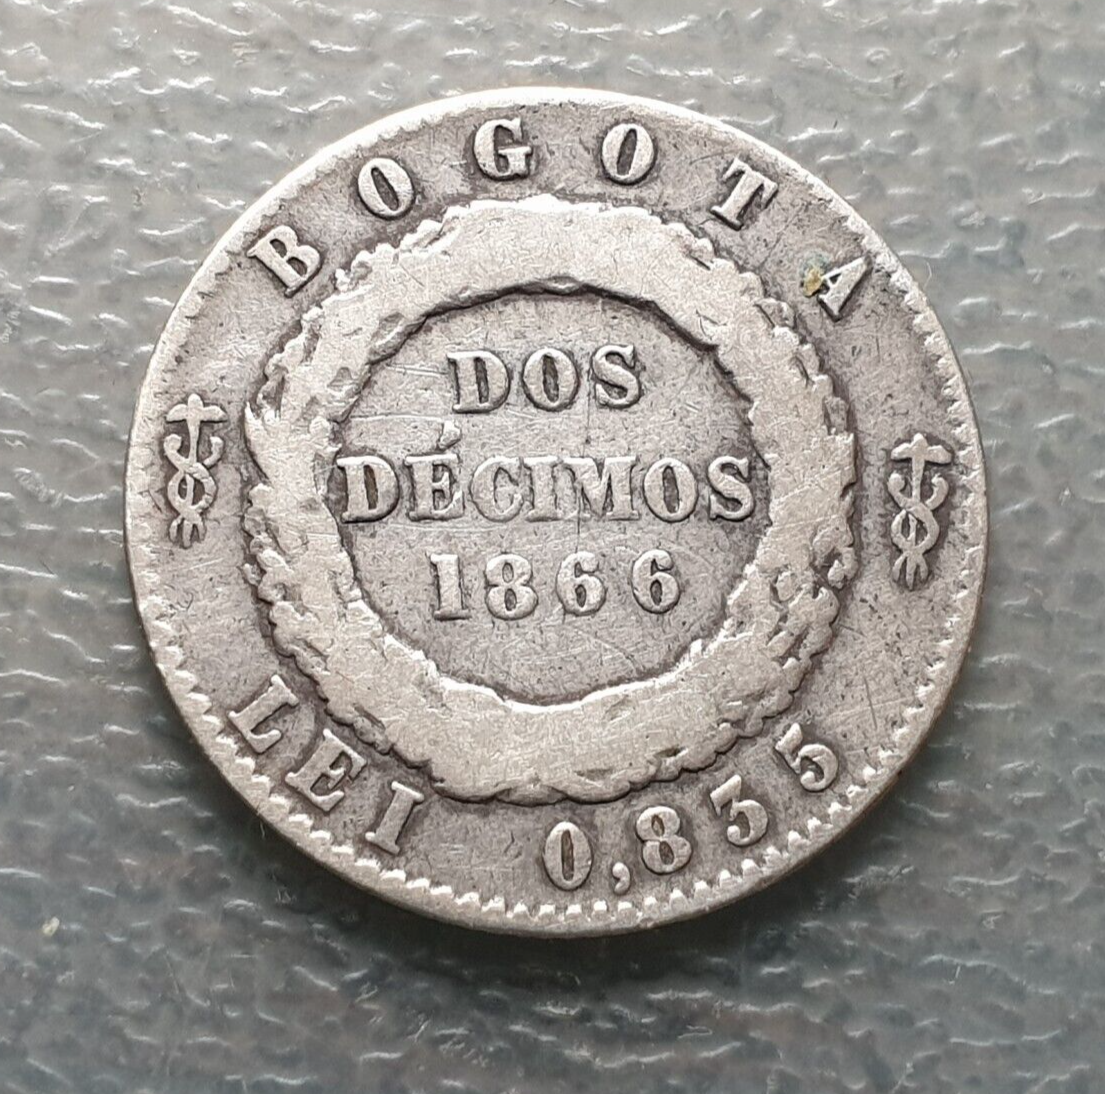 BOGOTA
DOS
DÉCIMOS
1866
LEI 0,835